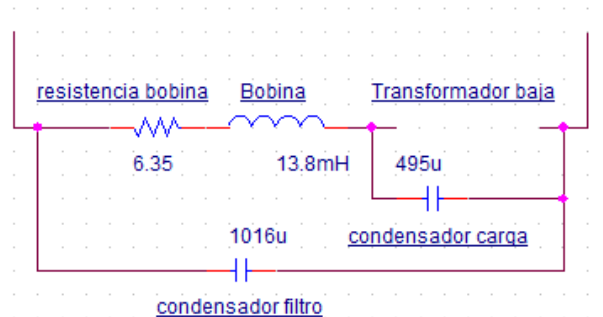 resistencia bobina Bobina Transformador baja
6.35 13.8mH 495u
1016u condensador carga
condensador filtro